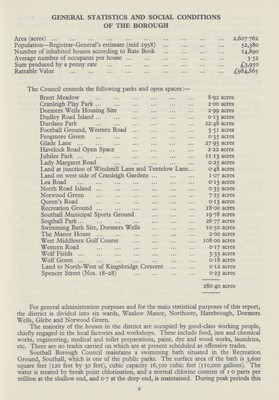 GENERAL STATISTICS AND SOCIAL CONDITIONS
OF THE BOROUGH
Area (acres) ... 2,607·762
Population—Registrar-General's estimate (mid 1958) ... 52,380
Number of inhabited houses according to Rate Book ... 14,890
Average number of occupants per house ... 3·52
Sum produced by a penny rate ... £3,950
Rateable Value ... £984,865
The Council controls the following parks and open spaces:—
Brent Meadow ... 8·92 acres
Cranleigh Play Park ... 2·00 acres
Dormers Wells Housing Site ... 2·99 acres
Dudley Road Island ... 0·13 acres
Durdans Park ... 22·48 acres
Football Ground, Western Road ... 3·51 acres
Frogmore Green ... 0·35 acres
Glade Lane ... 27·93 acres
Havelock Road Open Space ... 2·22 acres
Jubilee Park ... 11·13 acres
Lady Margaret Road ... 0·25 acres
Land at junction of Windmill Lane and Tentelow Lane... 0·48 acres
Land on west side of Cranleigh Gardens ... 0·17 acres
Lea Road ... 0·13 acres
North Road Island ... 0·35 acres
Norwood Green ... 7·23 acres
Queen's Road ... 0·13 acres
Recreation Ground ... 18·00 acres
Southall Municipal Sports Ground ... 19·78 acres
Southall Park ... 26·77 acres
Swimming Bath Site, Dormers Wells ... 10·50 acres
The Manor House ... 2·00 acres
West Middlesex Golf Course ... 108·00 acres
Western Road ... 0·17 acres
Wolf Fields ... 3·33 acres
Wolf Green ... 0·18 acres
Land to North-West of Kingsbridge Crescent ... 0·12 acres
Spencer Street (Nos. 18-28) ... 0·23 acres
280·40 acres
For general administration purposes and for the main statistical purposes of this report,
the district is divided into six wards, Waxlow Manor, Northcote, Hambrough, Dormers
Wells, Glebe and Norwood Green.
The majority of the houses in the district are occupied by good-class working people,
chiefly engaged in the local factories and workshops. These include food, jam and chemical
works, engineering, medical and toilet preparations, paint, dye and wood works, laundries,
etc. There are no trades carried on which are at present scheduled as offensive trades.
Southall Borough Council maintains a swimming bath situated in the Recreation
Ground, Southall, which is one of the public parks. The surface area of the bath is 3,600
square feet (120 feet by 30 feet), cubic capacity 16,500 cubic feet (110,000 gallons). The
water is treated by break point chlorination, and a normal chlorine content of 1·0 parts per
million at the shallow end, and 0·7 at the deep end, is maintained. During peak periods this
9